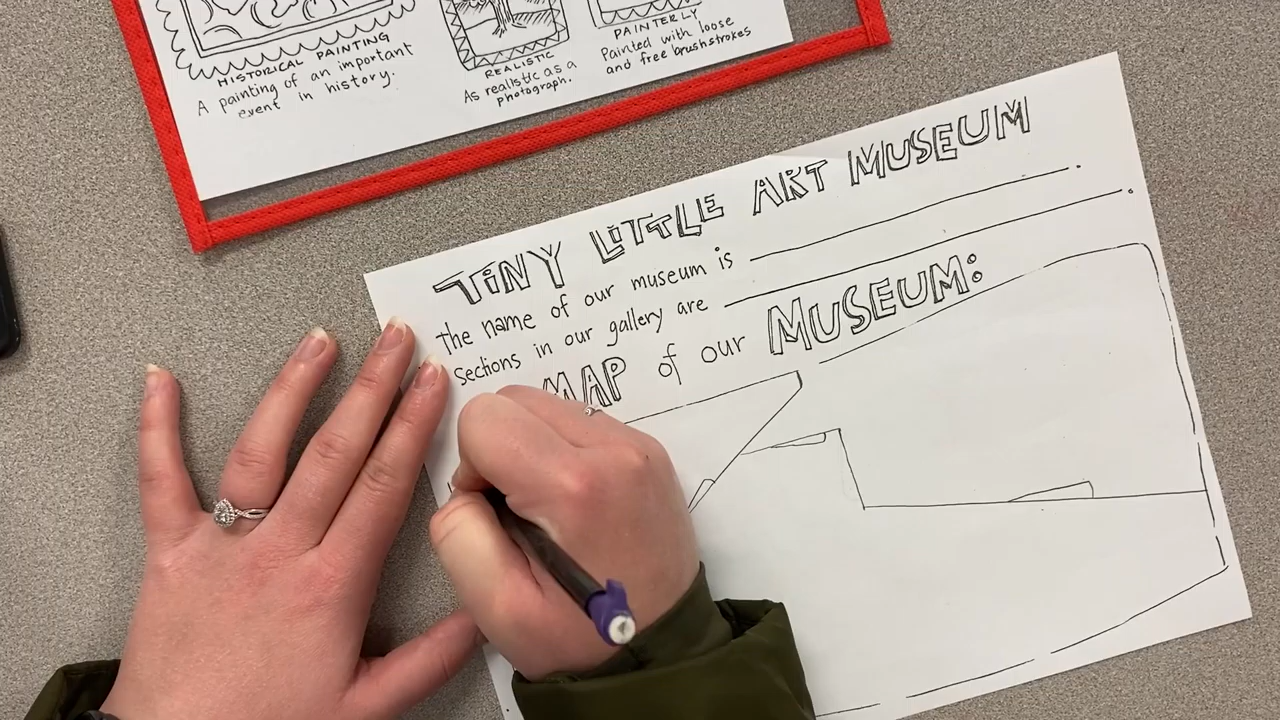 HISTORICAL PAINTING
A painting of an important
event in history.
REALISTIC
As realistic as a
photograph.
PAINTERLY
Painted with loose
and free brushstrokes
TiNY LiTTLE ART MUSEUM
the name of our museum is .
sections in our gallery are .
MAP of our MUSEUM: